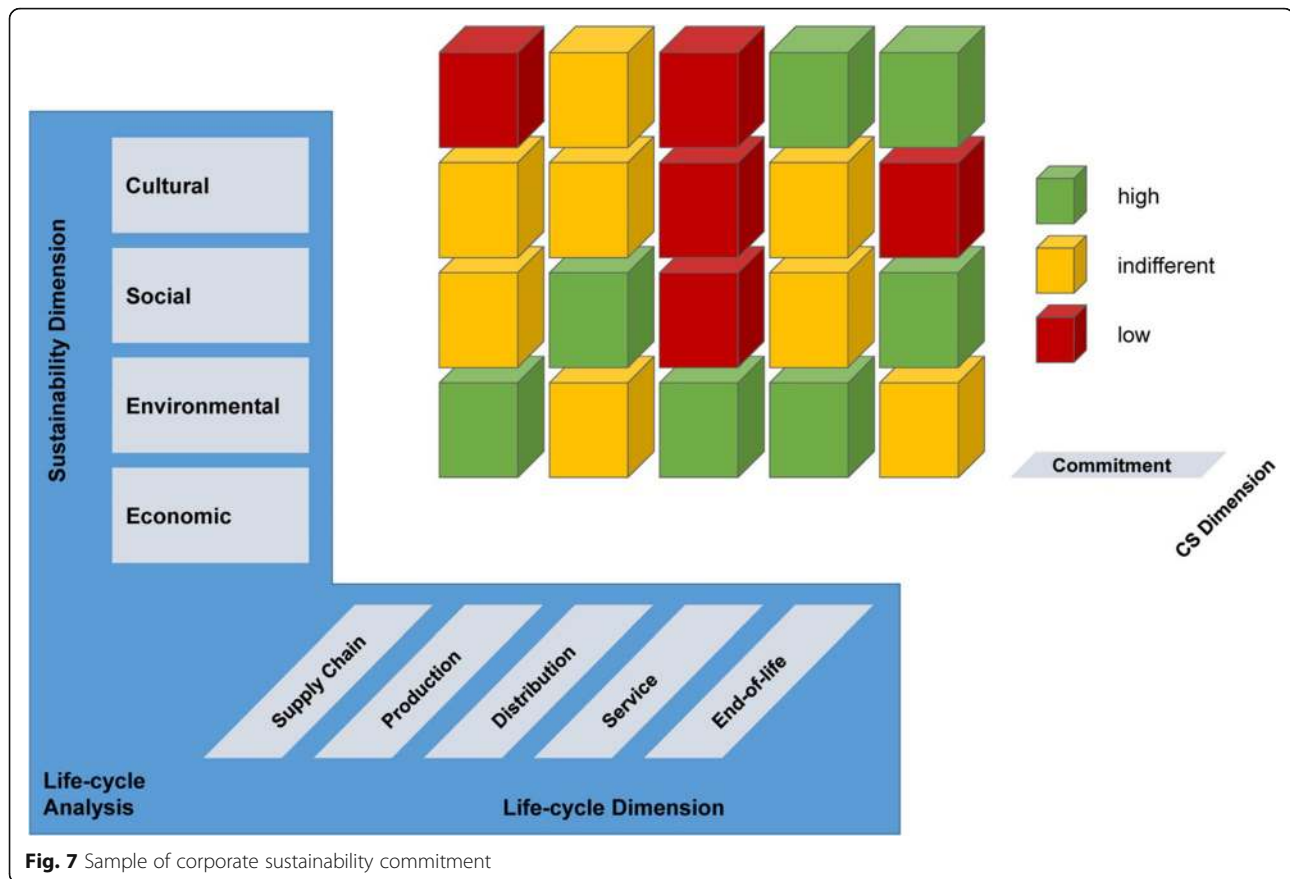 Sustainability Dimension
Cultural
Social
Environmental
Economic
high
indifferent
low
Commitment
CS Dimension
Supply Chain
Production
Distribution
Service
End-of-life
Life-cycle
Analysis
Life-cycle Dimension
Fig. 7 Sample of corporate sustainability commitment